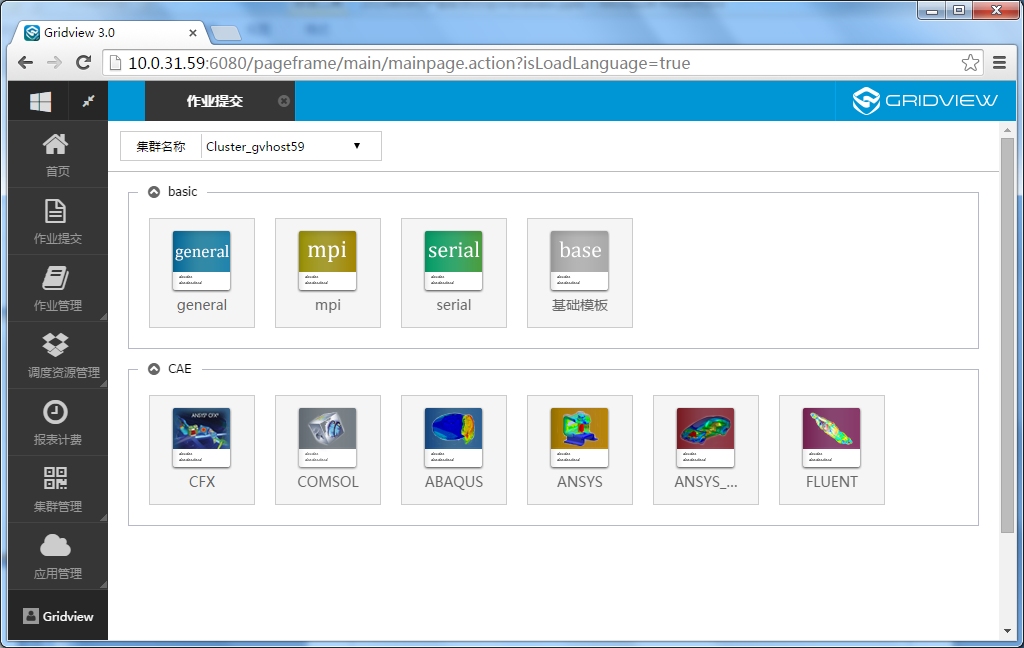 Gridview 3.0
10.0.31.59:6080/pageframe/main/mainpage.action?isLoadLanguage=true
作业提交
GRIDVIEW
首页
作业提交
作业管理
调度资源管理
报表计费
集群管理
应用管理
Gridview
集群名称 Cluster_gvhost59
basic
general mpi serial base
general mpi serial 基础模板
CAE
ANSYS CFX
CFX COMSOL ABAQUS ANSYS ANSYS_... FLUENT